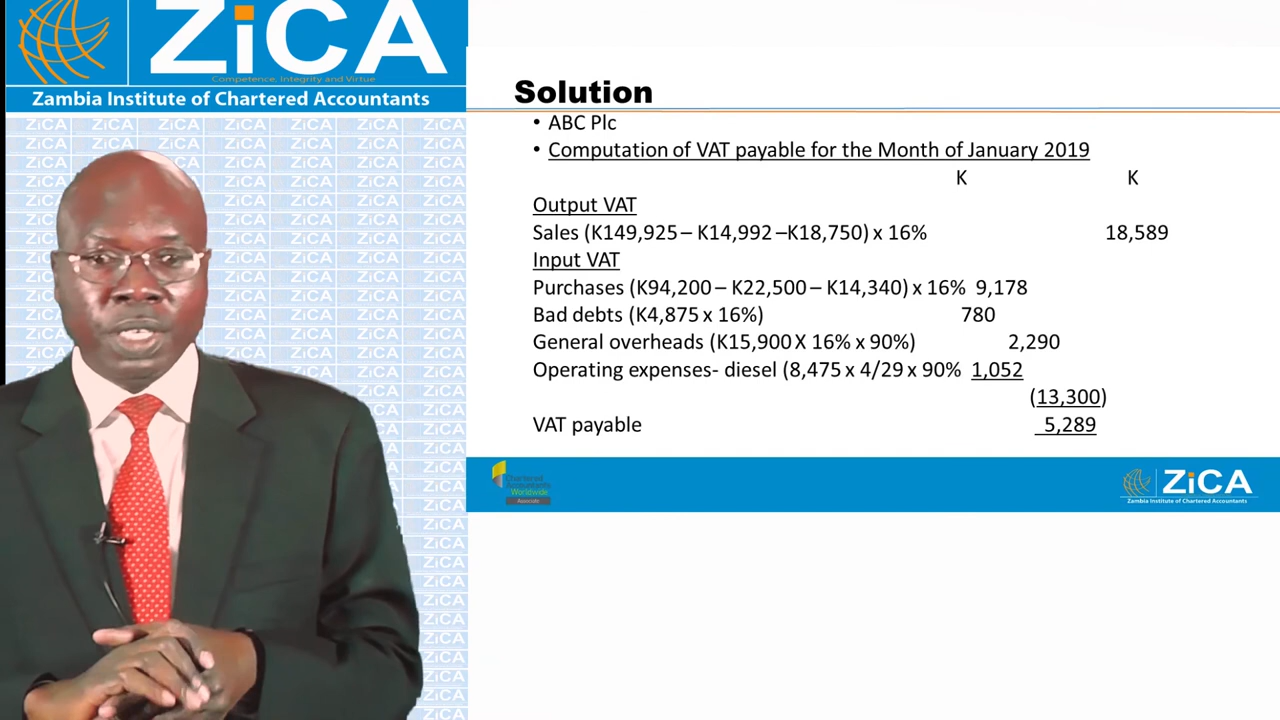 ZiCA
Competence, Integrity and Virtue
Zambia Institute of Chartered Accountants
Solution
• ABC Plc
• Computation of VAT payable for the Month of January 2019
K K
Output VAT
Sales (K149,925 – K14,992 –K18,750) x 16% 18,589
Input VAT
Purchases (K94,200 – K22,500 – K14,340) x 16% 9,178
Bad debts (K4,875 x 16%) 780
General overheads (K15,900 X 16% x 90%) 2,290
Operating expenses- diesel (8,475 x 4/29 x 90% 1,052
(13,300)
VAT payable 5,289
Chartered
Accountants
Worldwide
Associate
ZiCA
Zambia Institute of Chartered Accountants